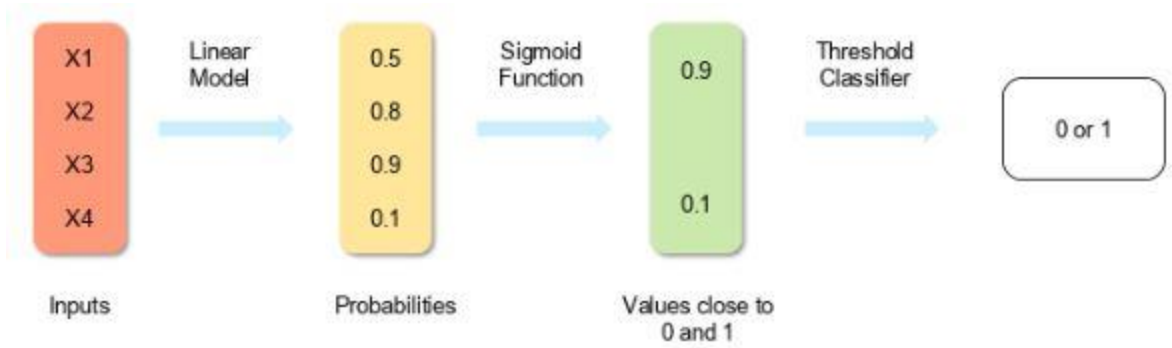 X1
X2
X3
X4
Inputs
Linear
Model
0.5
0.8
0.9
0.1
Probabilities
Sigmoid
Function
0.9
0.1
Values close to
0 and 1
Threshold
Classifier
0 or 1